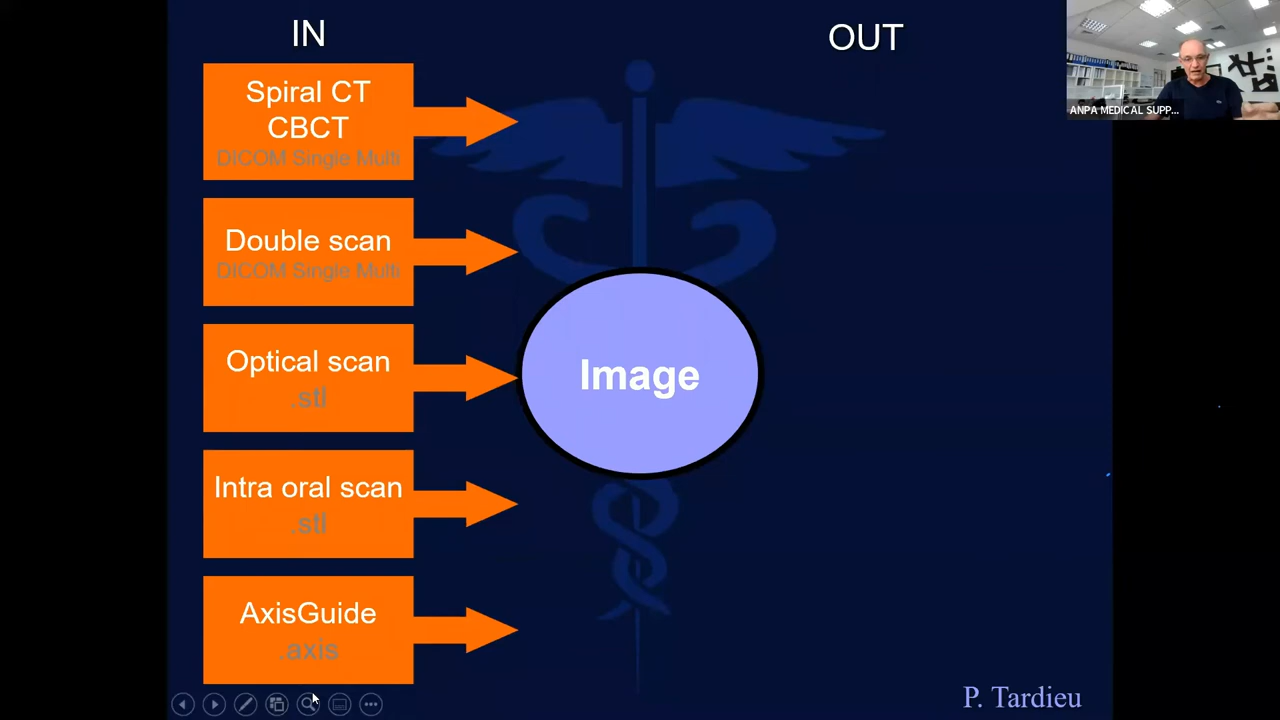 IN
OUT
Spiral CT
CBCT
DICOM Single Multi
Double scan
DICOM Single Multi
Optical scan
.stl
Intra oral scan
.stl
AxisGuide
.axis
Image
ANPA MEDICAL SUPP...
P. Tardieu